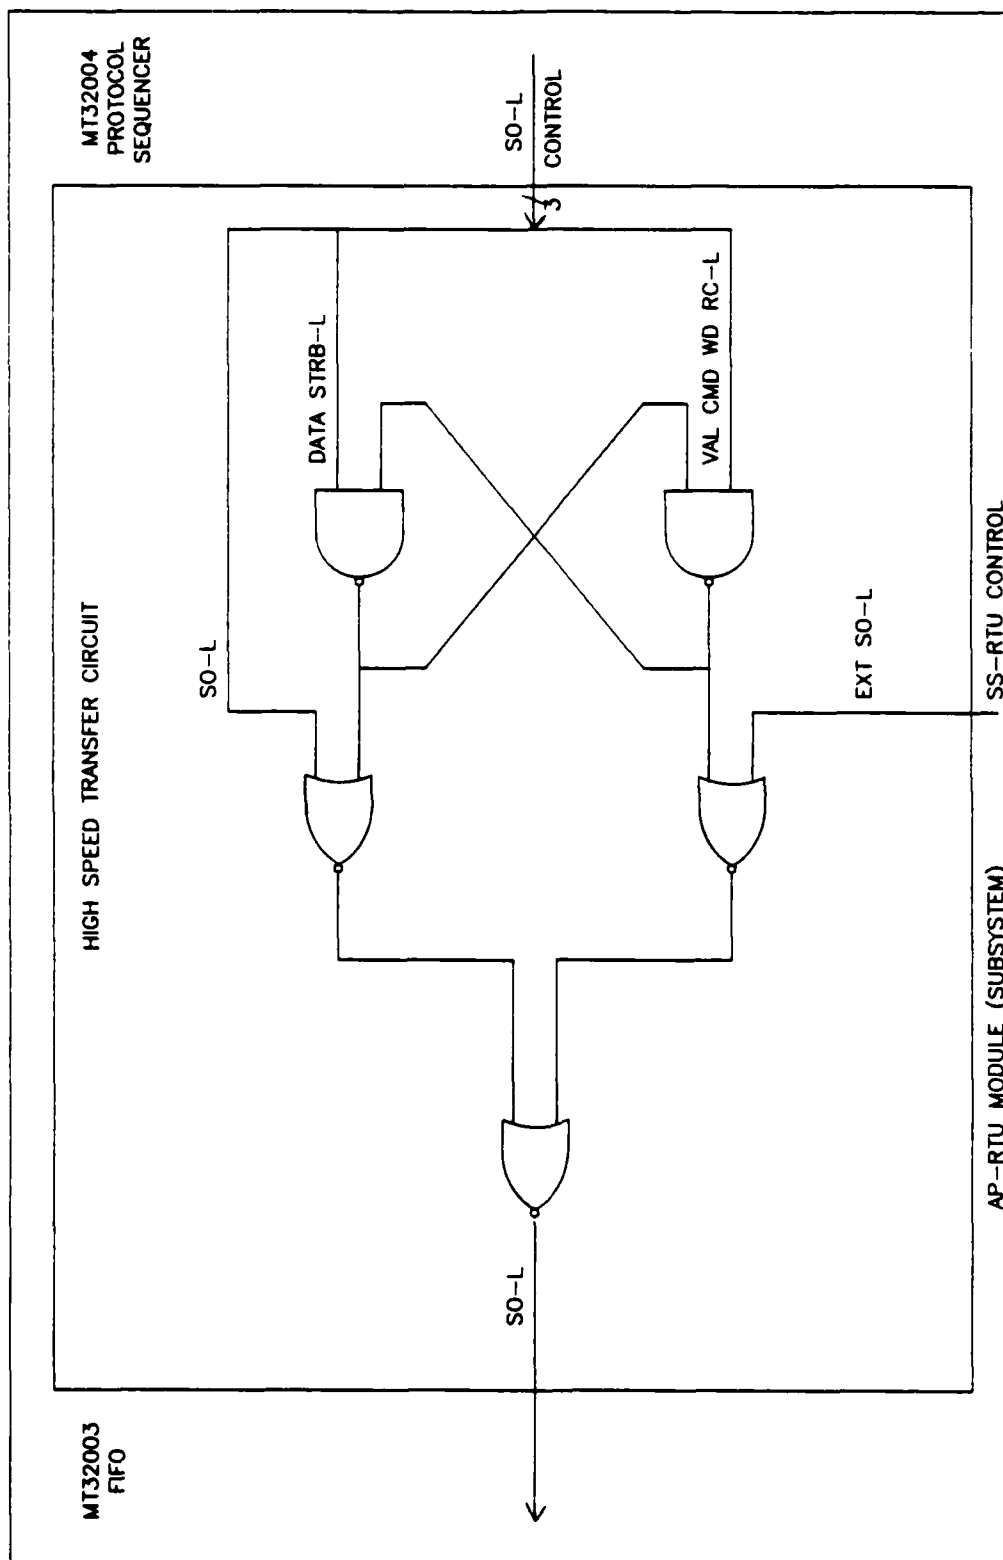 MT32004
PROTOCOL
SEQUENCER
SO-L
CONTROL
3
HIGH SPEED TRANSFER CIRCUIT
SO-L
DATA STRB--L
VAL CMD WD RC-L
EXT SO-L
SS-RTU CONTROL
SO-L
AP-RTU MODULE (SUBSYSTEM)
MT32003
FIFO